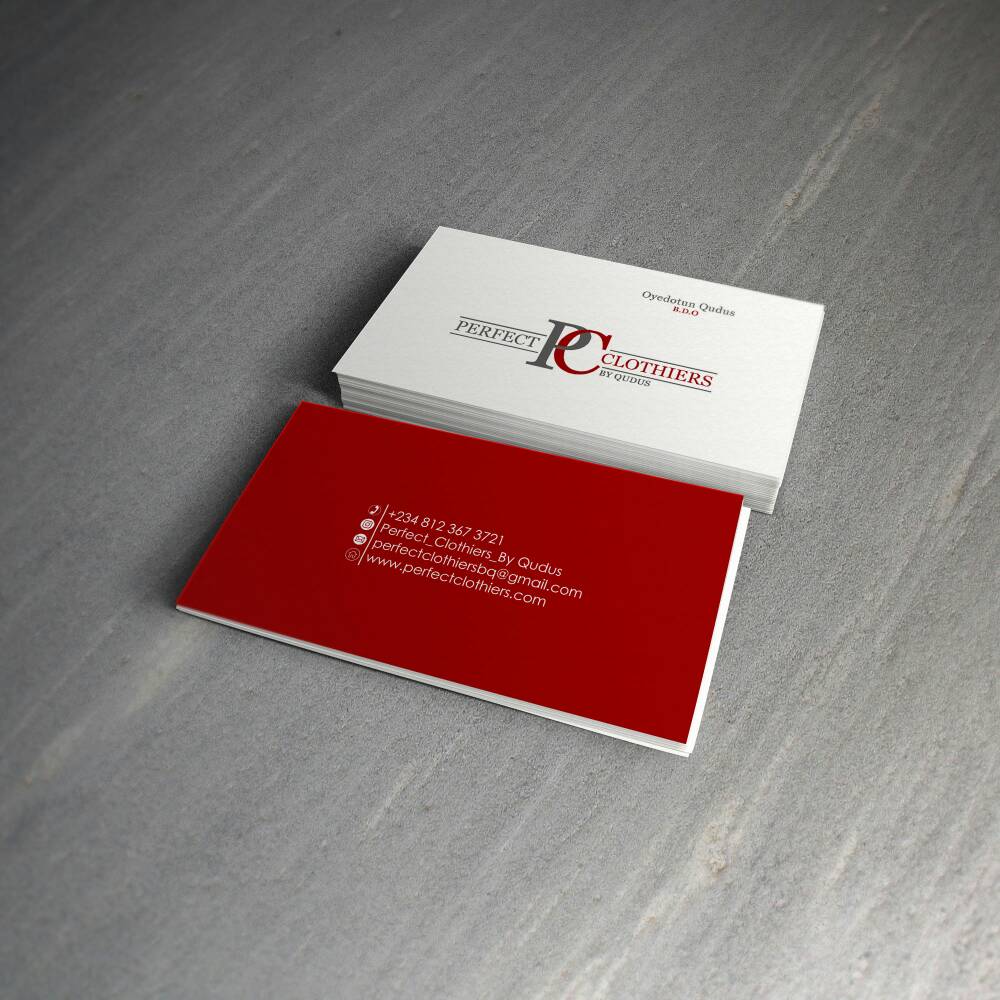 Oyedotun Qudus
B.D.O
PERFECT PC CLOTHIERS
BY QUDUS
+234 812 367 3721
Perfect_Clothiers_By Qudus
perfectclothiersbq@gmail.com
www.perfectclothiers.com